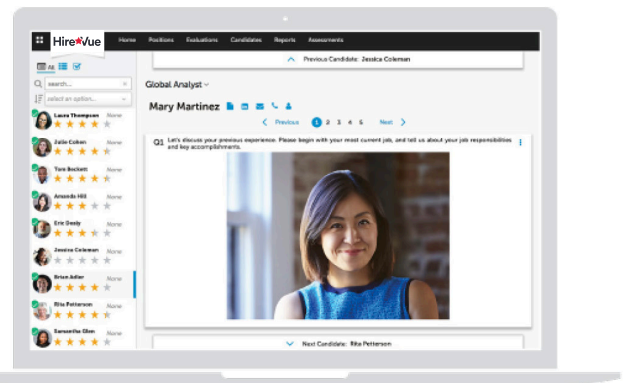 HireVue
Home Positions Evaluations Candidates Reports Assessments
All
search...
select an option...
Laura Thompson None
Julie Cohen None
Tom Beckett None
Amanda Hill None
Eric Deaty None
Jessica Coleman None
Brian Adler None
Rita Petterson None
Samantha Glen None
Previous Candidate: Jessica Coleman
Global Analyst
Mary Martinez
Previous 1 2 3 4 5 Next
Q1 Let's discuss your previous experience. Please begin with your most current job, and tell us about your job responsibilities
and key accomplishments.
Next Candidate: Rita Petterson